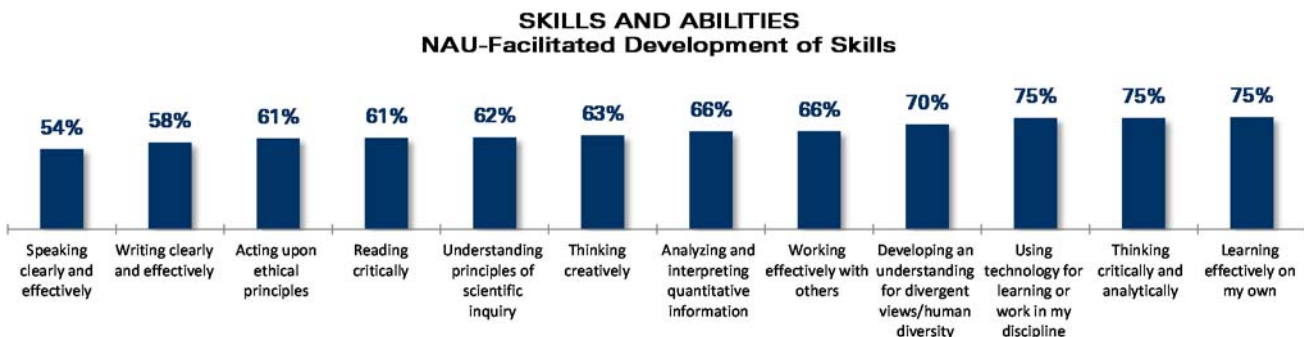 SKILLS AND ABILITIES
NAU-Facilitated Development of Skills
54%
58%
61%
61%
62%
63%
66%
66%
70%
75%
75%
75%
Speaking
clearly and
effectively
Writing clearly
and effectively
Acting upon
ethical
principles
Reading
critically
Understanding
principles of
scientific
inquiry
Thinking
creatively
Analyzing and
interpreting
quantitative
information
Working
effectively with
others
Developing an
understanding
for divergent
views/human
diversity
Using
technology for
learning or
work in my
discipline
Thinking
critically and
analytically
Learning
effectively on
my own